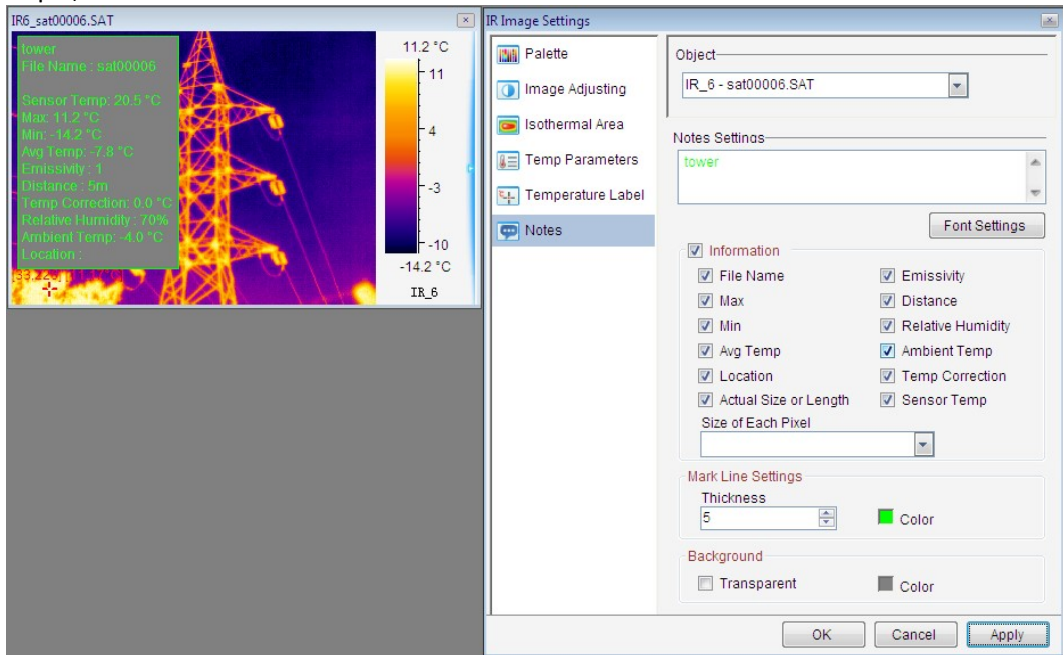 IR6_sat00006.SAT
tower
File Name : sat00006
Sensor Temp: 20.5 °C
Max: 11.2 °C
Min: -14.2 °C
Avg Temp: -7.8 °C
Emissivity : 1
Distance : 5m
Temp Correction: 0.0 °C
Relative Humidity : 70%
Ambient Temp: -4.0 °C
Location :
11.2 °C
11
4
-3
-10
-14.2 °C
IR_6
IR Image Settings
Palette
Image Adjusting
Isothermal Area
Temp Parameters
Temperature Label
Notes
Object
IR_6 - sat00006.SAT
Notes Settings
tower
Font Settings
Information
File Name
Emissivity
Max
Distance
Min
Relative Humidity
Avg Temp
Ambient Temp
Location
Temp Correction
Actual Size or Length
Sensor Temp
Size of Each Pixel
Mark Line Settings
Thickness
5
Color
Background
Transparent
Color
OK
Cancel
Apply